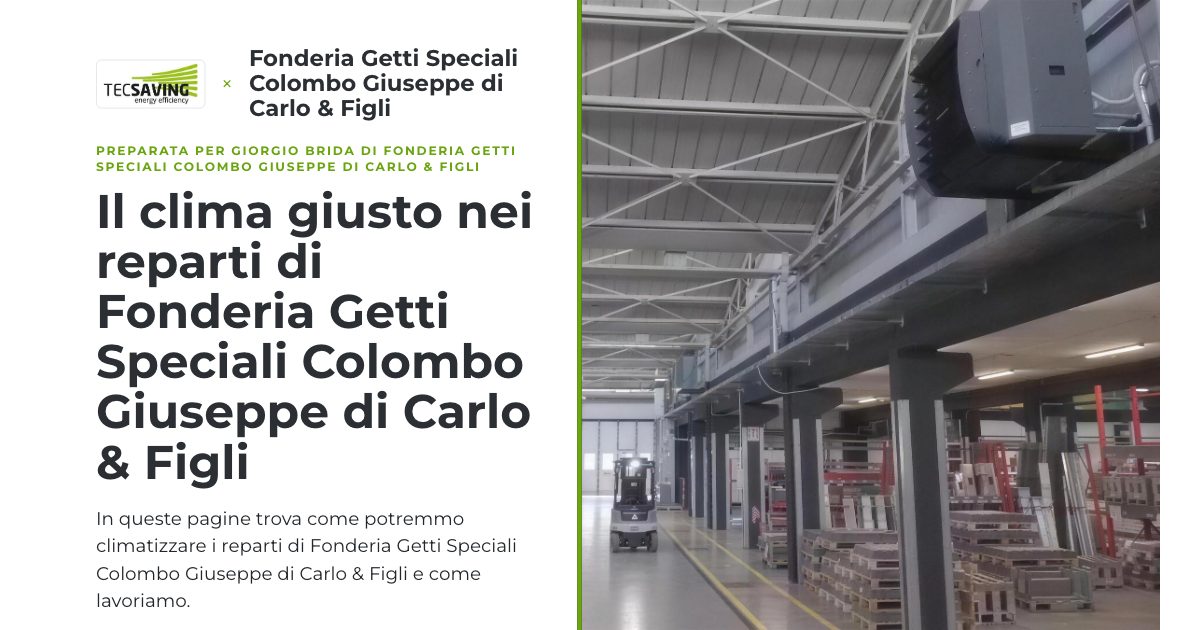 TECSAVING
energy efficiency
×
Fonderia Getti Speciali
Colombo Giuseppe di
Carlo & Figli
PREPARATA PER GIORGIO BRIDA DI FONDERIA GETTI
SPECIALI COLOMBO GIUSEPPE DI CARLO & FIGLI
Il clima giusto nei
reparti di
Fonderia Getti
Speciali Colombo
Giuseppe di Carlo
& Figli
In queste pagine trova come potremmo
climatizzare i reparti di Fonderia Getti Speciali
Colombo Giuseppe di Carlo & Figli e come
lavoriamo.